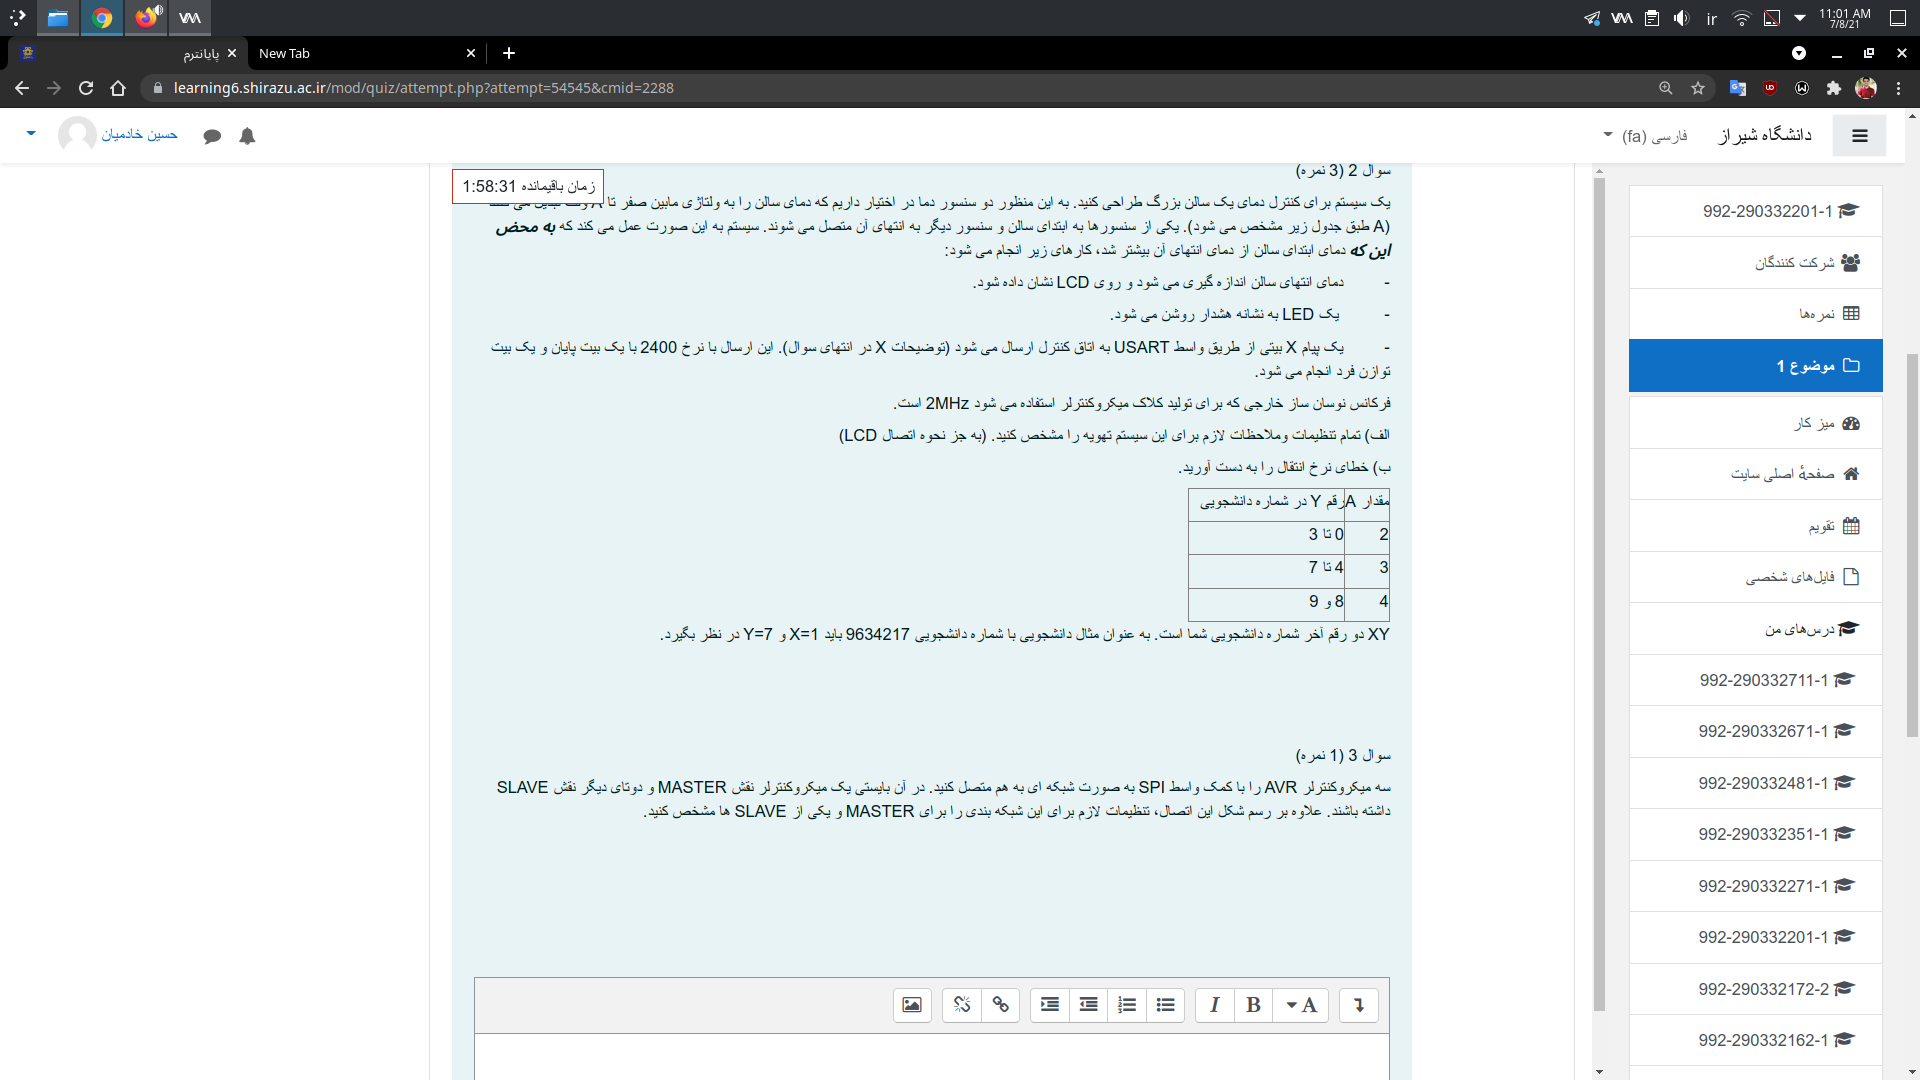 11:01 AM
7/8/21
ir
پایانترم
New Tab
learning6.shirazu.ac.ir/mod/quiz/attempt.php?attempt=54545&cmid=2288
دانشگاه شیراز
فارسی ‎(fa)‎
حسین خادمیان
زمان باقیمانده 1:58:31
سوال 2 (3 نمره)
یک سیستم برای کنترل دمای یک سالن بزرگ طراحی کنید. به این منظور دو سنسور دما در اختیار داریم که دمای سالن را به ولتاژی مابین صفر تا A
(A طبق جدول زیر مشخص می شود). یکی از سنسورها به ابتدای سالن و سنسور دیگر به انتهای آن متصل می شوند. سیستم به این صورت عمل می کند که به محض
این که دمای ابتدای سالن از دمای انتهای آن بیشتر شد، کارهای زیر انجام می شود:
- دمای انتهای سالن اندازه گیری می شود و روی LCD نشان داده شود.
- یک LED به نشانه هشدار روشن می شود.
- یک پیام X بیتی از طریق واسط USART به اتاق کنترل ارسال می شود (توضیحات X در انتهای سوال). این ارسال با نرخ 2400 با یک بیت پایان و یک بیت
توازن فرد انجام می شود.
فرکانس نوسان ساز خارجی که برای تولید کلاک میکروکنترلر استفاده می شود 2MHz است.
الف) تمام تنظیمات وملاحظات لازم برای این سیستم تهویه را مشخص کنید. (به جز نحوه اتصال LCD)
ب) خطای نرخ انتقال را به دست آورید.
مقدار A رقم Y در شماره دانشجویی
2 0 تا 3
3 4 تا 7
4 8 و 9
XY دو رقم آخر شماره دانشجویی شما است. به عنوان مثال دانشجویی با شماره دانشجویی 9634217 باید X=1 و Y=7 در نظر بگیرد.
سوال 3 (1 نمره)
سه میکروکنترلر AVR را با کمک واسط SPI به صورت شبکه ای به هم متصل کنید. در آن بایستی یک میکروکنترلر نقش MASTER و دوتای دیگر نقش SLAVE
داشته باشند. علاوه بر رسم شکل این اتصال، تنظیمات لازم برای این شبکه بندی را برای MASTER و یکی از SLAVE ها مشخص کنید.
992-290332201-1
شرکت کنندگان
نمره‌ها
موضوع 1
میز کار
صفحهٔ اصلی سایت
تقویم
فایل‌های شخصی
درس‌های من
992-290332711-1
992-290332671-1
992-290332481-1
992-290332351-1
992-290332271-1
992-290332201-1
992-290332172-2
992-290332162-1